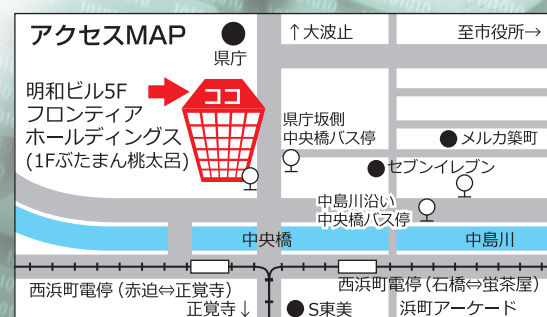 アクセスMAP
県庁
↑大波止
至市役所→
明和ビル5F
フロンティア
ホールディングス
(1Fぶたまん桃太呂)
ココ
県庁坂側
中央橋バス停
メルカ築町
セブンイレブン
中島川沿い
中央橋バス停
中央橋
中島川
西浜町電停(赤迫⇔正覚寺)
西浜町電停(石橋⇔蛍茶屋)
正覚寺↓
S東美
浜町アーケード